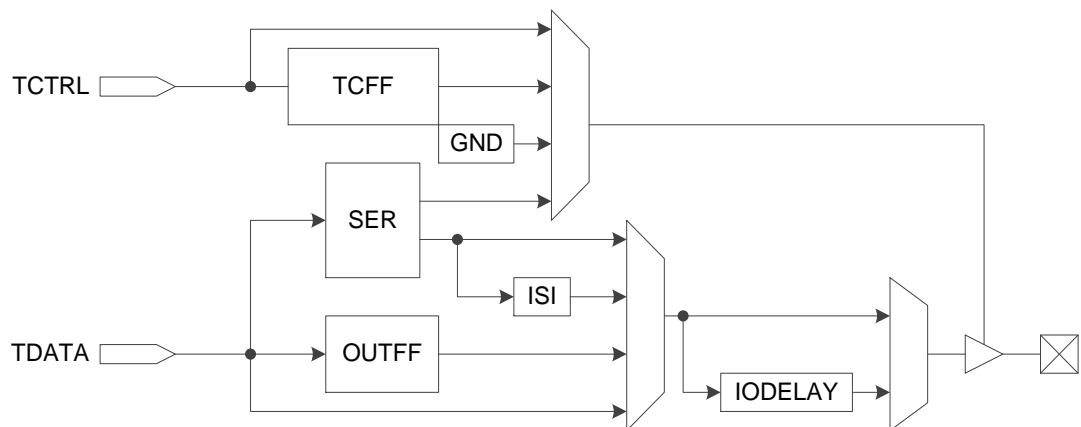 TCTRL
TCFF
GND
SER
ISI
TDATA
OUTFF
IODELAY